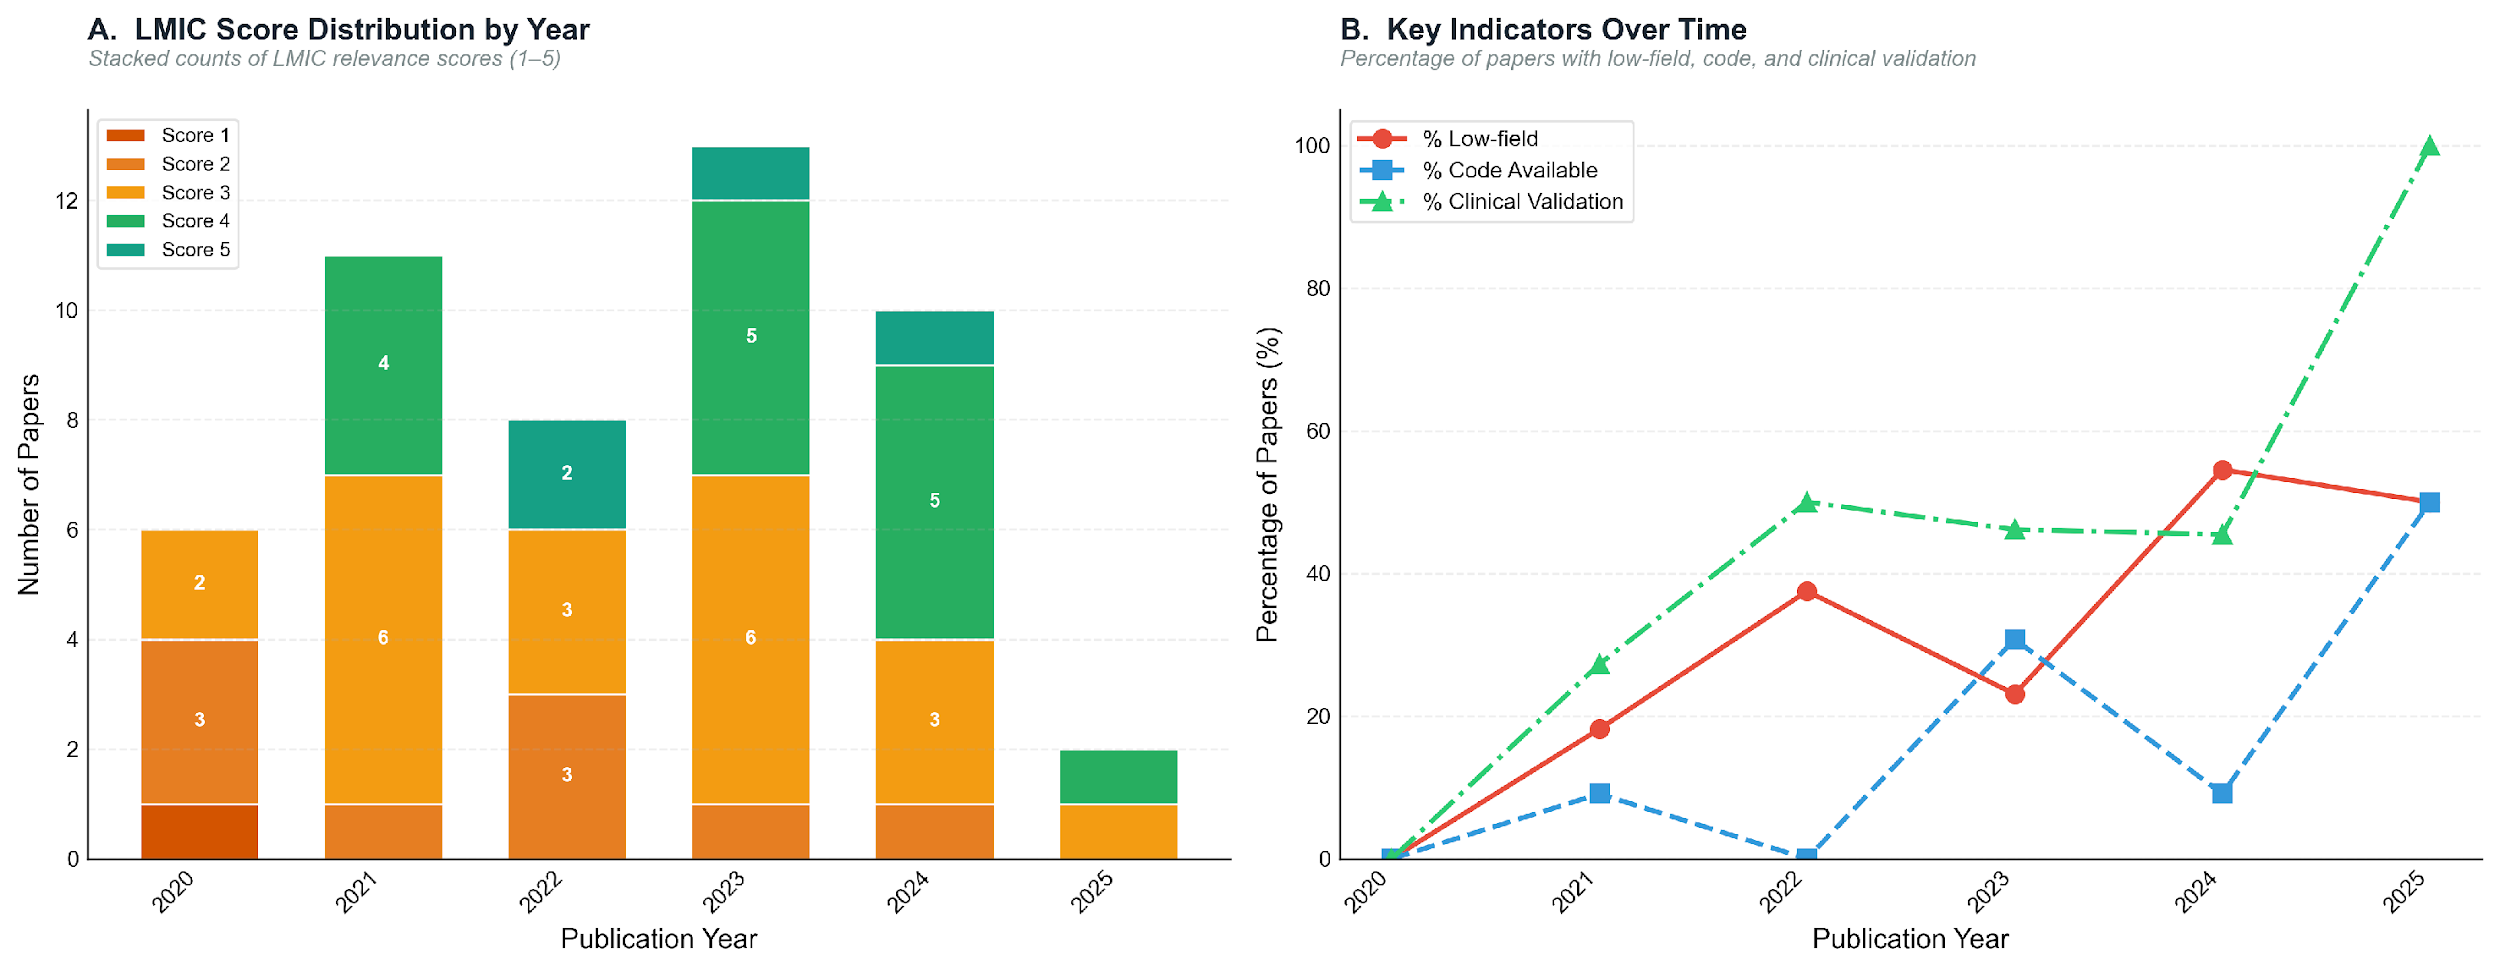 A. LMIC Score Distribution by Year
Stacked counts of LMIC relevance scores (1–5)
Score 1
Score 2
Score 3
Score 4
Score 5
Number of Papers
12
10
8
6
4
2
0
2
3
4
6
2
3
3
5
6
5
3
2020
2021
2022
2023
2024
2025
Publication Year
B. Key Indicators Over Time
Percentage of papers with low-field, code, and clinical validation
% Low-field
% Code Available
% Clinical Validation
Percentage of Papers (%)
100
80
60
40
20
0
2020
2021
2022
2023
2024
2025
Publication Year